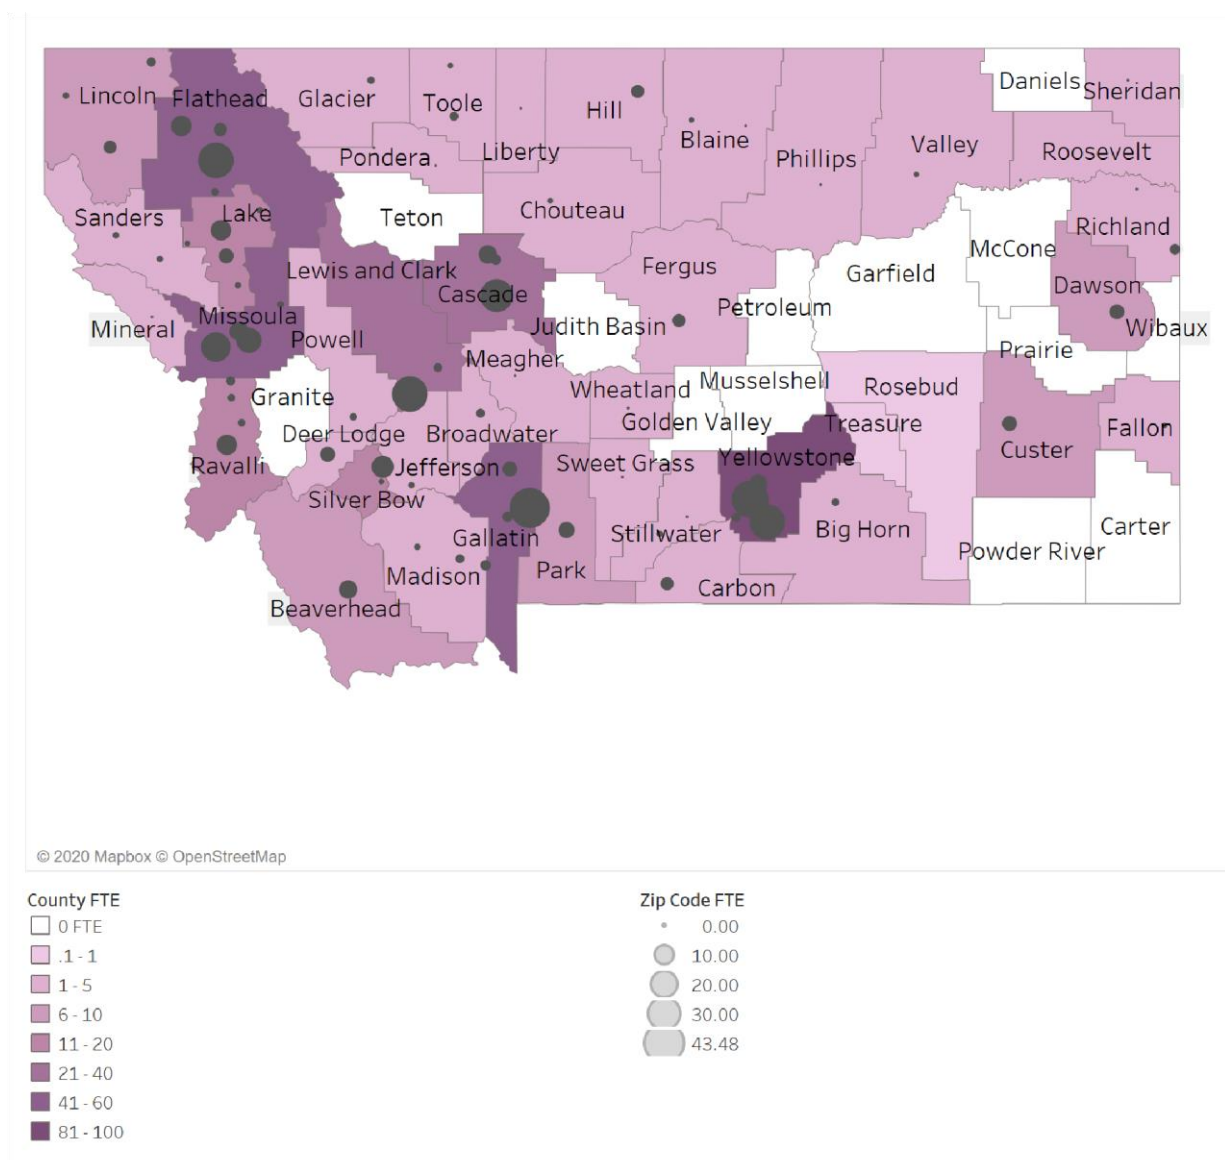 Daniels
Lincoln Flathead Glacier Toole Hill Sheridan
Blaine Phillips Valley Roosevelt
Pondera Liberty
Sanders Lake Teton Chouteau
Richland
McCone
Lewis and Clark Fergus Garfield
Cascade Dawson
Mineral Missoula Powell Judith Basin Petroleum Wibaux
Meagher Prairie
Granite Wheatland Musselshell Rosebud
Deer Lodge Broadwater Golden Valley Treasure Fallon
Ravalli Jefferson Sweet Grass Yellowstone Custer
Silver Bow
Gallatin Stillwater Big Horn Carter
Powder River
Madison Park Carbon
Beaverhead
© 2020 Mapbox © OpenStreetMap
County FTE
0 FTE
.1 - 1
1 - 5
6 - 10
11 - 20
21 - 40
41 - 60
81 - 100
Zip Code FTE
0.00
10.00
20.00
30.00
43.48